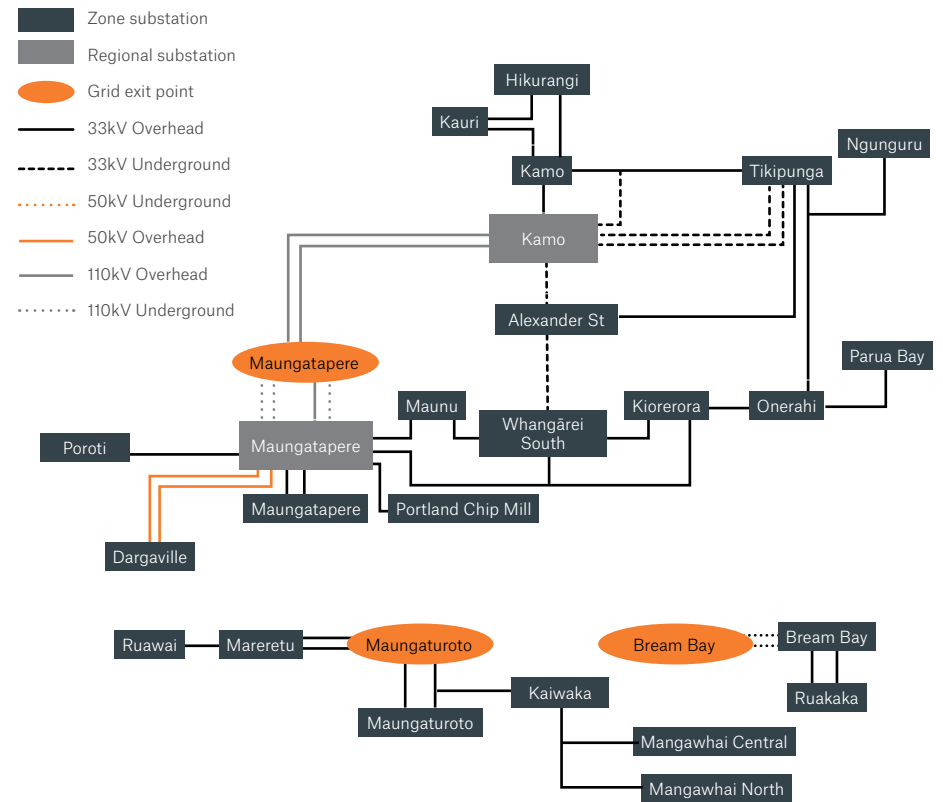 Zone substation
Regional substation
Grid exit point
33kV Overhead
33kV Underground
50kV Underground
50kV Overhead
110kV Overhead
110kV Underground
Hikurangi
Kauri
Ngunguru
Kamo
Tikipunga
Kamo
Alexander St
Maungatapere
Parua Bay
Maunu
Kiorerora
Onerahi
Whangārei
South
Poroti
Maungatapere
Maungatapere
Portland Chip Mill
Dargaville
Ruawai
Mareretu
Maungaturoto
Bream Bay
Bream Bay
Kaiwaka
Ruakaka
Maungaturoto
Mangawhai Central
Mangawhai North